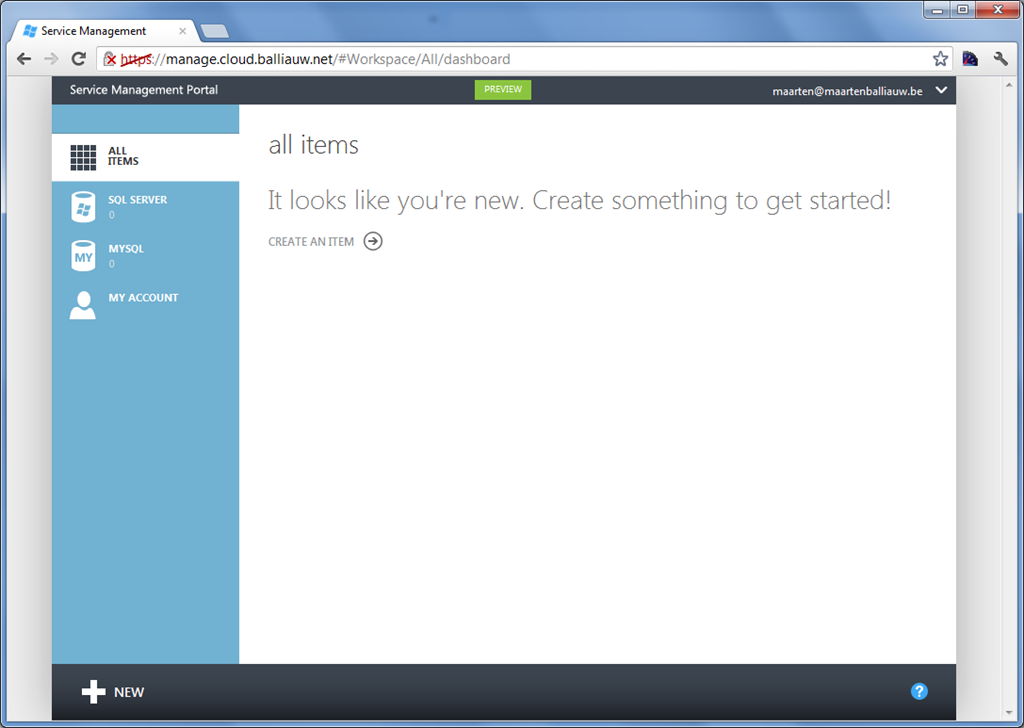 Service Management
https://manage.cloud.balliauw.net/#Workspace/All/dashboard
Service Management Portal
PREVIEW
maarten@maartenballiauw.be
ALL
ITEMS
SQL SERVER
0
MY
MYSQL
0
MY ACCOUNT
all items
It looks like you're new. Create something to get started!
CREATE AN ITEM
NEW
?